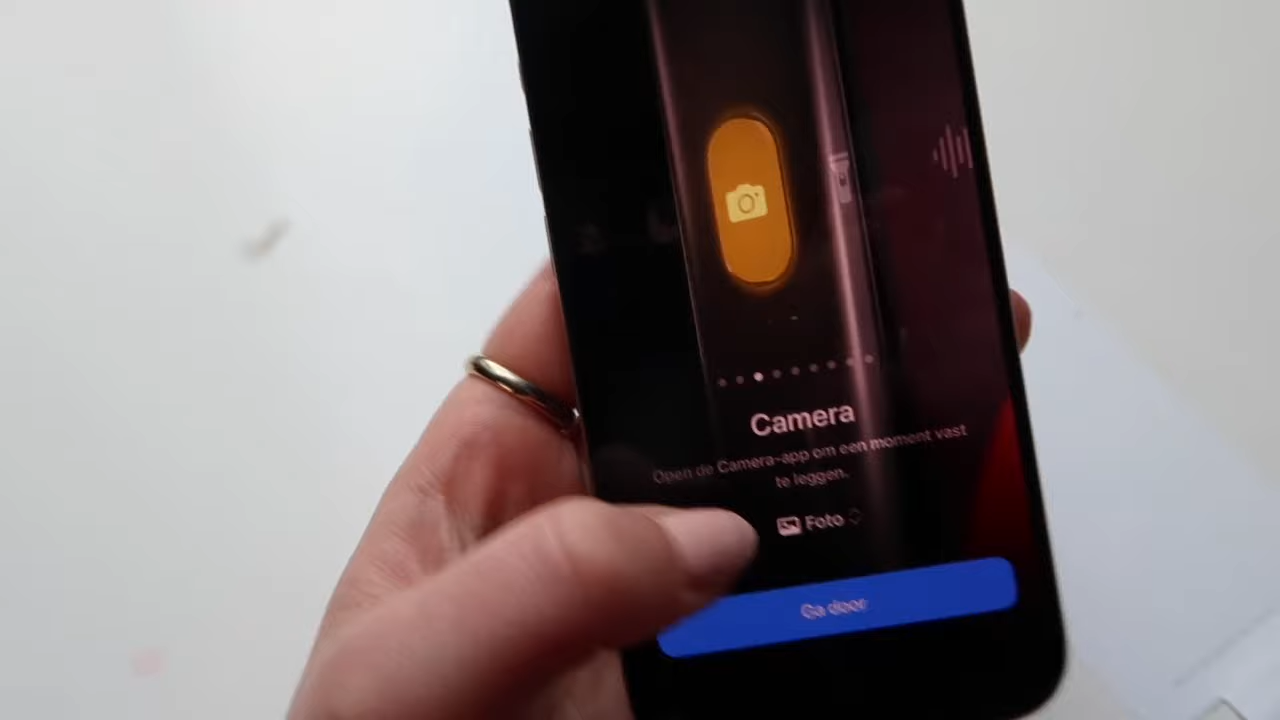 Camera
Open de Camera-app om een moment vast
te leggen.
Foto
Ga door